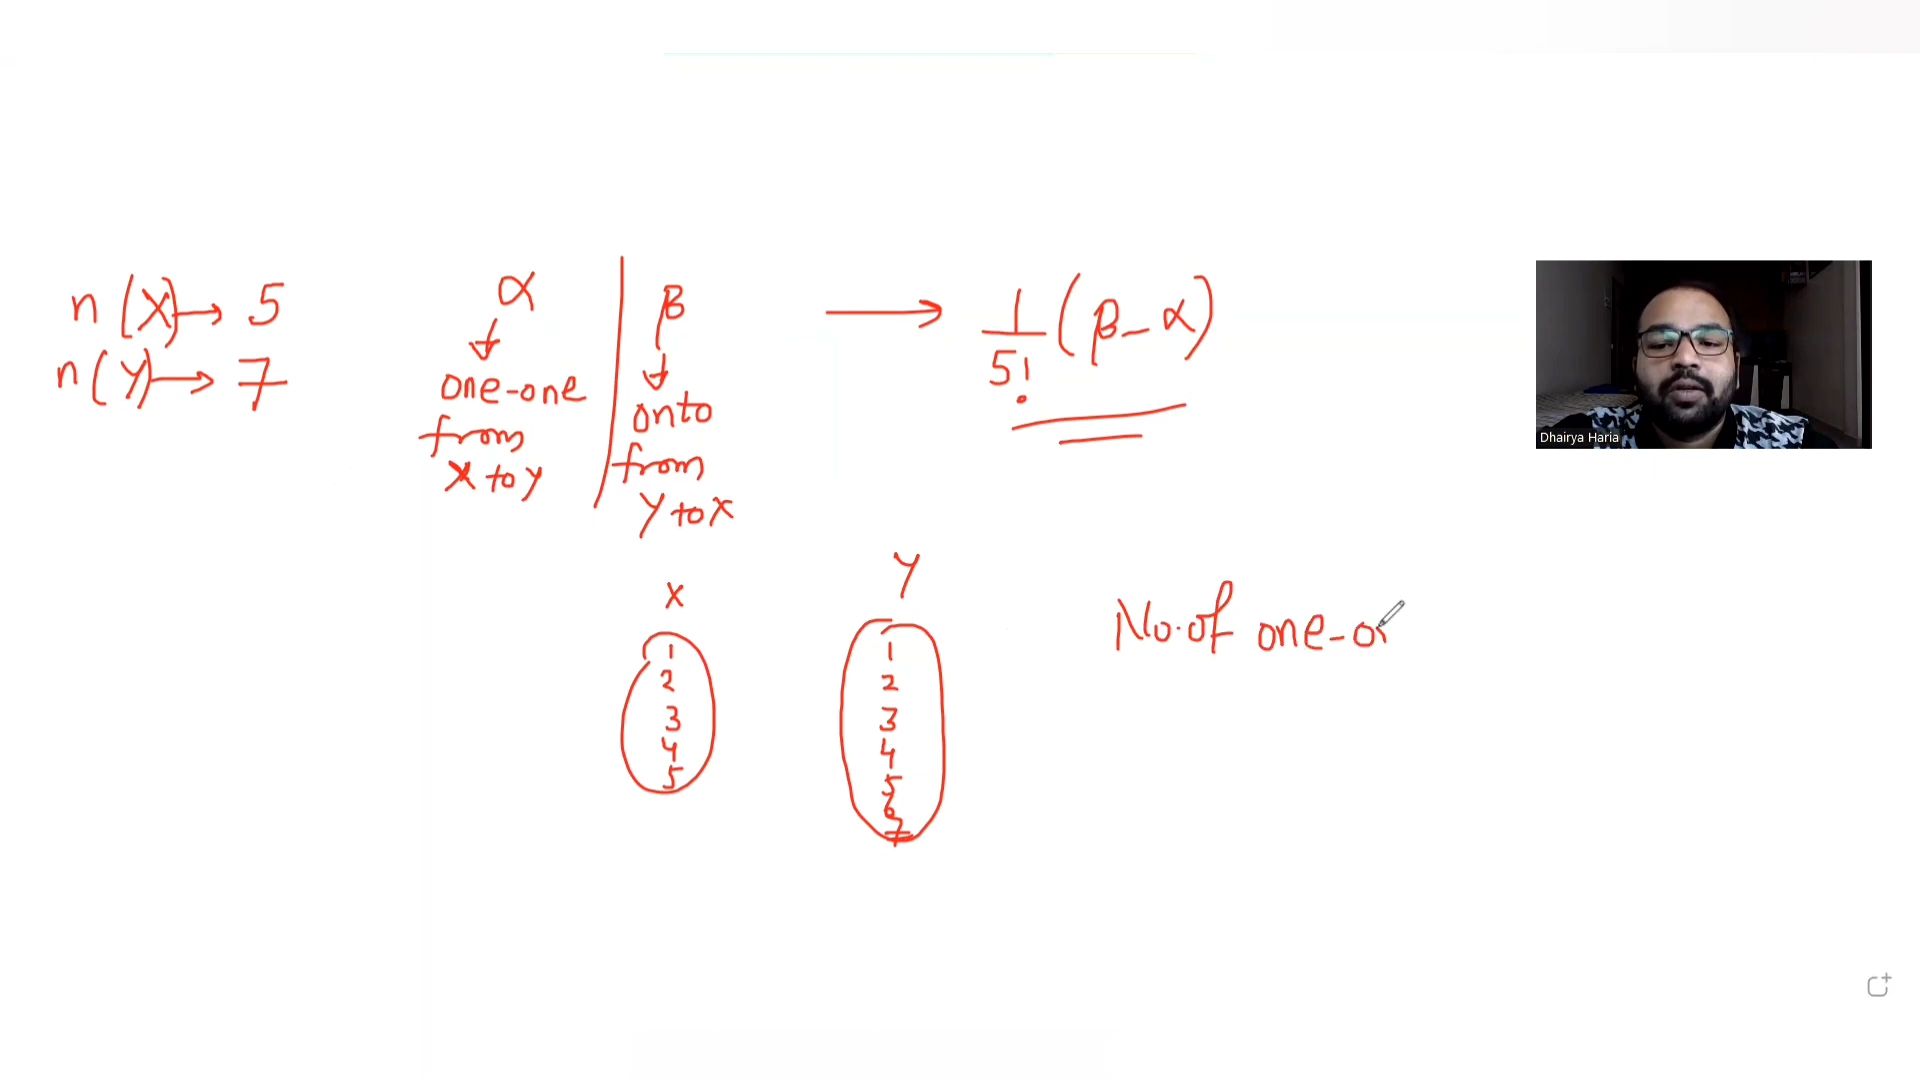 n(X) → 5
n(Y) → 7
α
↓
one-one
from
X to Y
β
↓
onto
from
Y to X
→ 1/5! (β - α)
X
1
2
3
4
5
Y
1
2
3
4
5
6
7
No. of one-on
Dhairya Haria